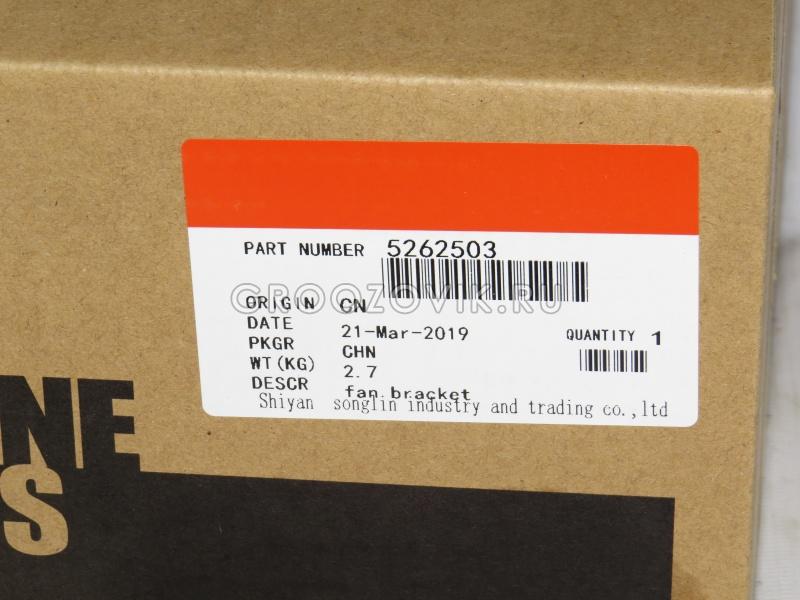 PART NUMBER 5262503
GROOZOVIK.RU
ORIGIN CN
DATE 21-Mar-2019
PKGR CHN
WT(KG) 2.7
DESCR fan bracket
QUANTITY 1
Shiyan songlin industry and trading co.,ltd
NE
S